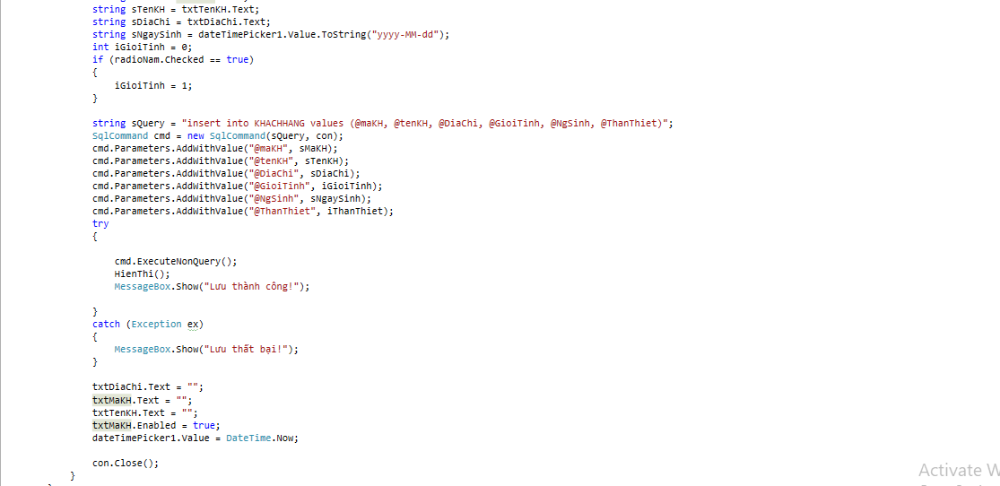 string sTenKH = txtTenKH.Text;
string sDiaChi = txtDiaChi.Text;
string sNgaySinh = dateTimePicker1.Value.ToString("yyyy-MM-dd");
int iGioiTinh = 0;
if (radioNam.Checked == true)
{
iGioiTinh = 1;
}
string sQuery = "insert into KHACHHANG values (@maKH, @tenKH, @DiaChi, @GioiTinh, @NgSinh, @ThanThiet)";
SqlCommand cmd = new SqlCommand(sQuery, con);
cmd.Parameters.AddWithValue("@maKH", sMaKH);
cmd.Parameters.AddWithValue("@tenKH", sTenKH);
cmd.Parameters.AddWithValue("@DiaChi", sDiaChi);
cmd.Parameters.AddWithValue("@GioiTinh", iGioiTinh);
cmd.Parameters.AddWithValue("@NgSinh", sNgaySinh);
cmd.Parameters.AddWithValue("@ThanThiet", iThanThiet);
try
{
cmd.ExecuteNonQuery();
HienThi();
MessageBox.Show("Lưu thành công!");
}
catch (Exception ex)
{
MessageBox.Show("Lưu thất bại!");
}
txtDiaChi.Text = "";
txtMaKH.Text = "";
txtTenKH.Text = "";
txtMaKH.Enabled = true;
dateTimePicker1.Value = DateTime.Now;
con.Close();
}
Activate W